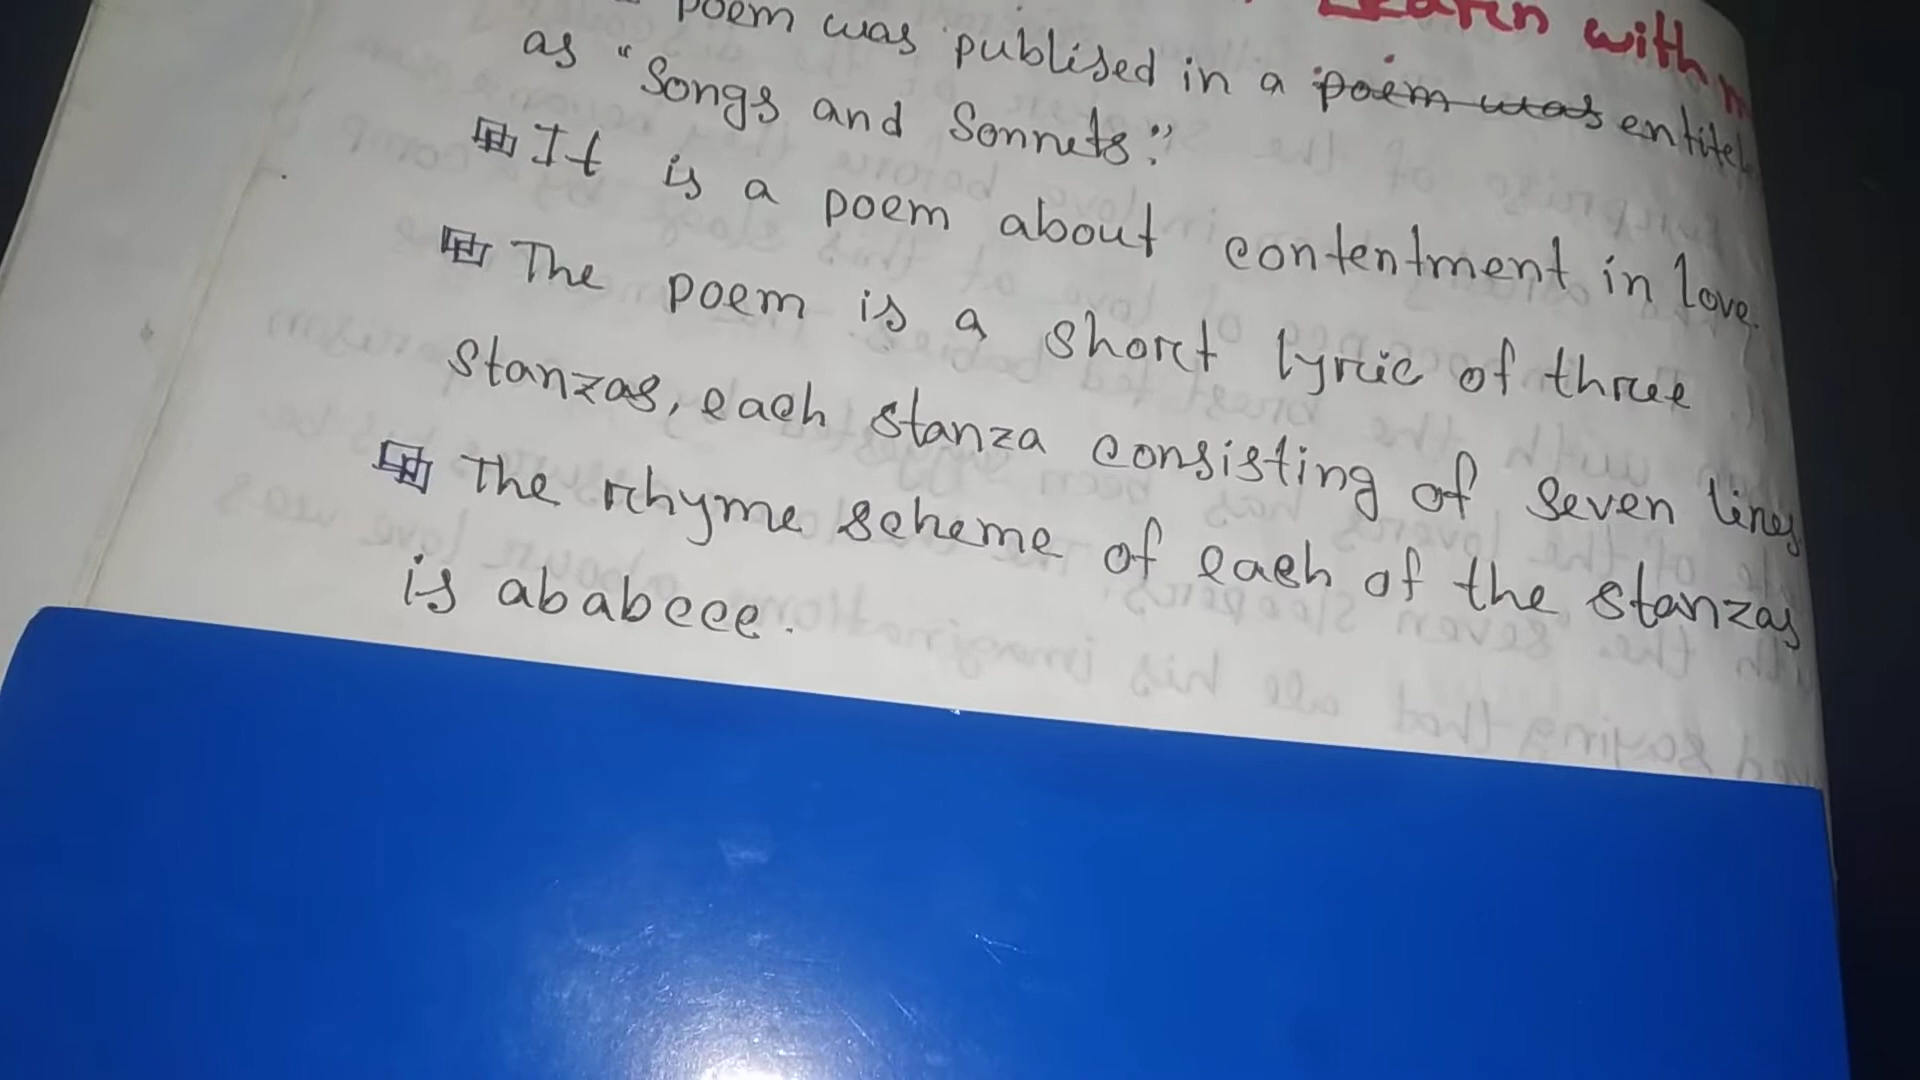 Learn with
poem was publised in a poem was entitel
as "Songs and Sonnets."
It is a poem about contentment in love.
The poem is a short lyric of three
stanzas, each stanza consisting of seven lines
The rhyme scheme of each of the stanzas
is ababccc.